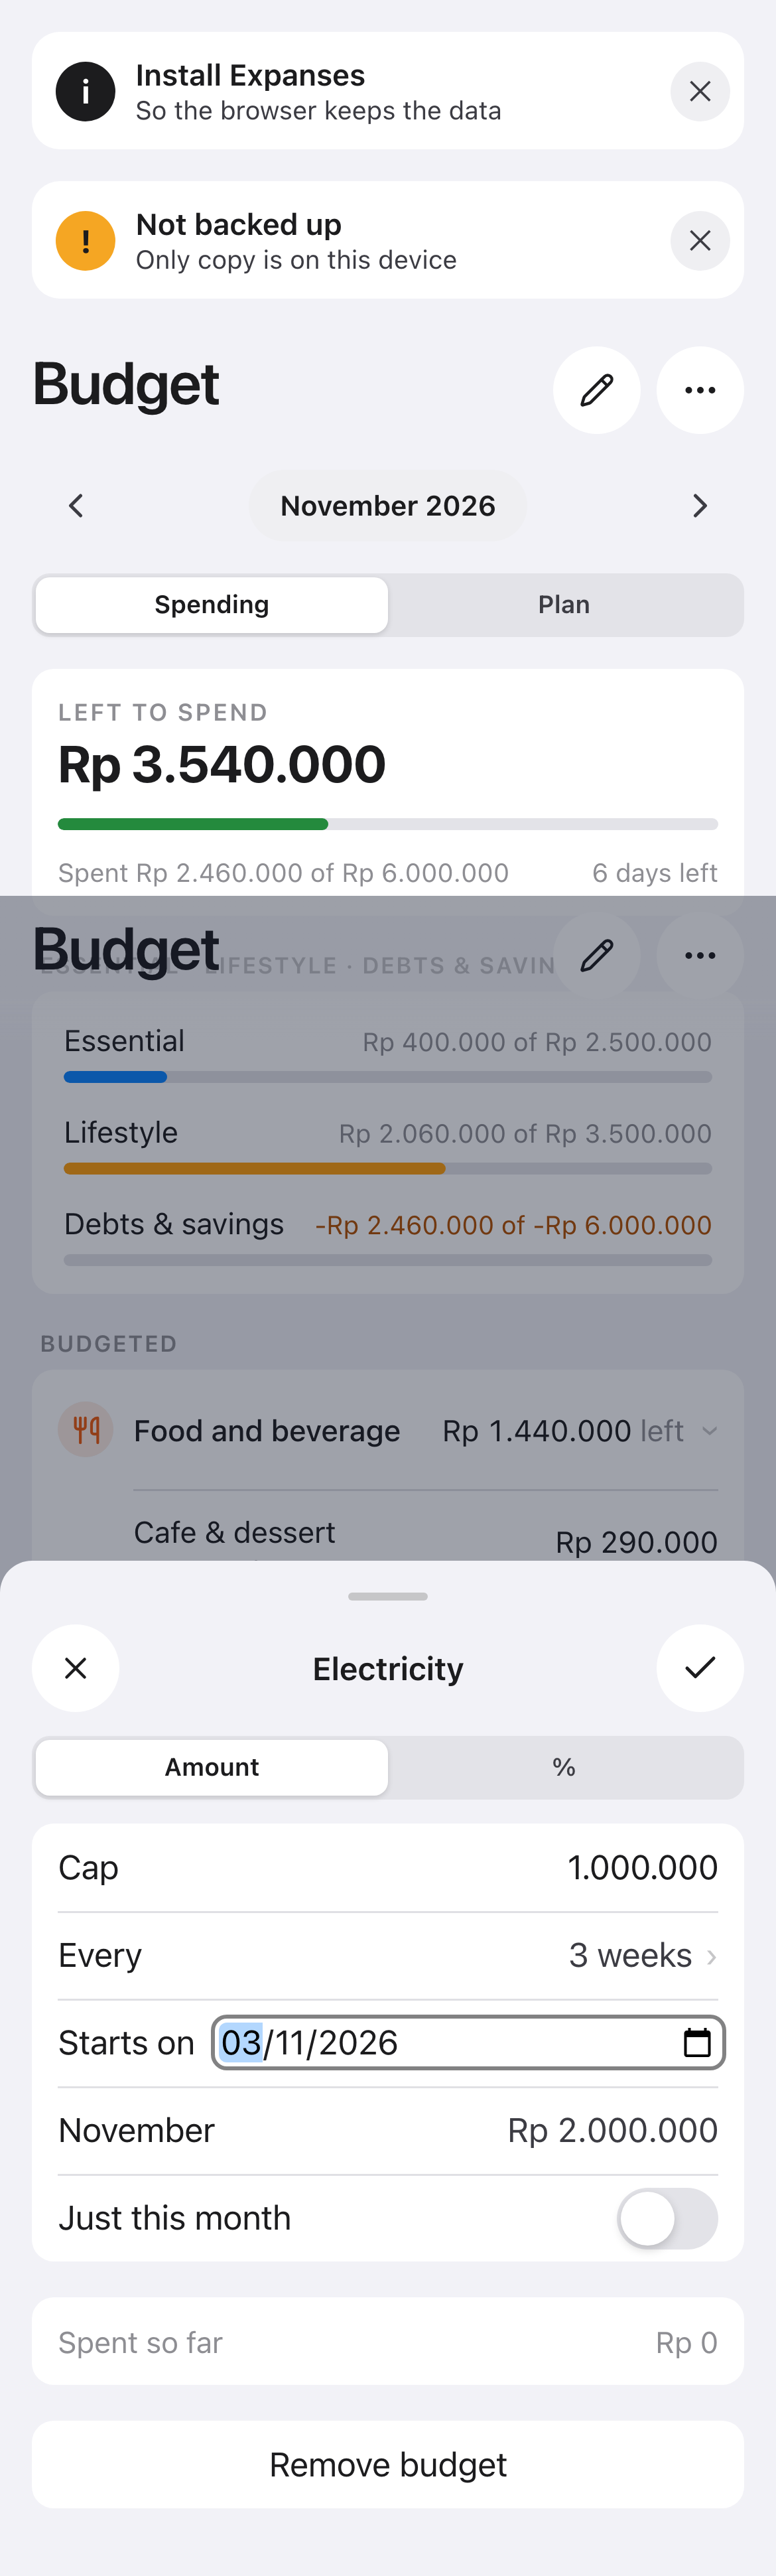 Install Expanses
So the browser keeps the data
Not backed up
Only copy is on this device
Budget
November 2026
Spending
Plan
LEFT TO SPEND
Rp 3.540.000
Spent Rp 2.460.000 of Rp 6.000.000
6 days left
Budget
ESSENTIAL · LIFESTYLE · DEBTS & SAVIN
Essential
Rp 400.000 of Rp 2.500.000
Lifestyle
Rp 2.060.000 of Rp 3.500.000
Debts & savings
-Rp 2.460.000 of -Rp 6.000.000
BUDGETED
Food and beverage
Rp 1.440.000 left
Cafe & dessert
Rp 290.000
Electricity
Amount
%
Cap
1.000.000
Every
3 weeks
Starts on
03/11/2026
November
Rp 2.000.000
Just this month
Spent so far
Rp 0
Remove budget